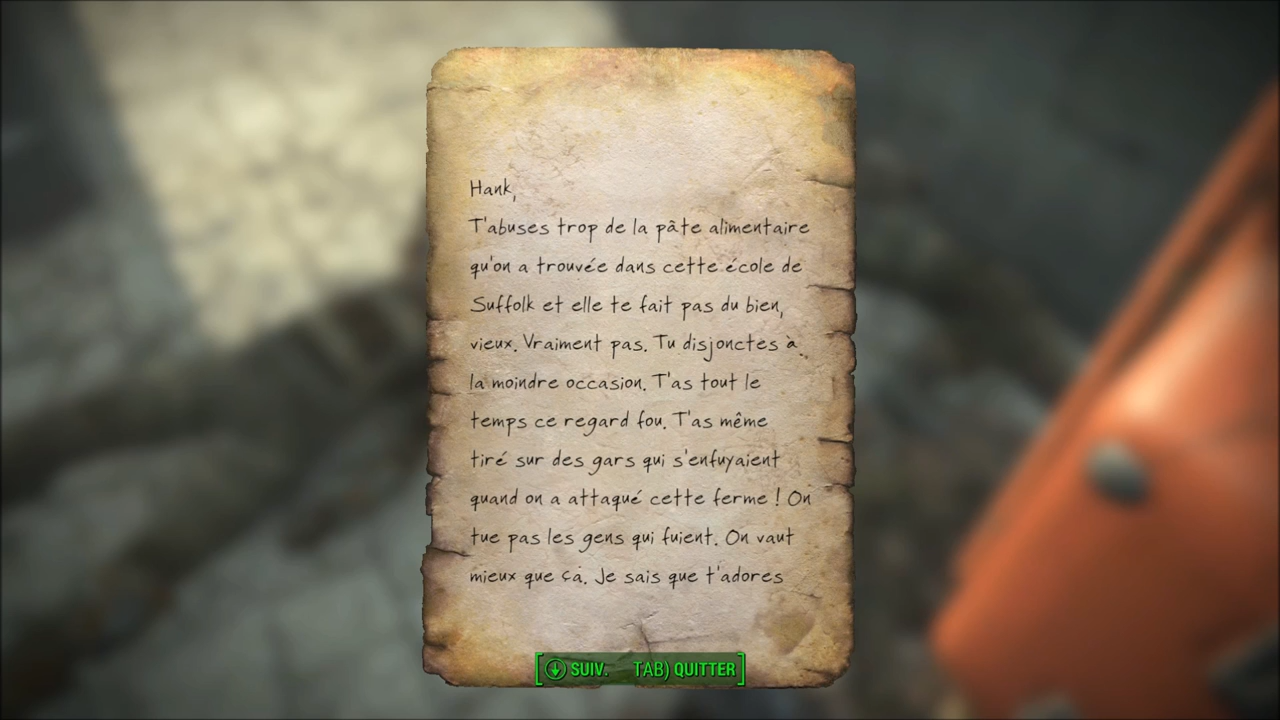 Hank,
T'abuses trop de la pâte alimentaire
qu'on a trouvée dans cette école de
Suffolk et elle te fait pas du bien,
vieux. Vraiment pas. Tu disjonctes à
la moindre occasion. T'as tout le
temps ce regard fou. T'as même
tiré sur des gars qui s'enfuyaient
quand on a attaqué cette ferme ! On
tue pas les gens qui fuient. On vaut
mieux que ça. Je sais que t'adores
SUIV. TAB) QUITTER